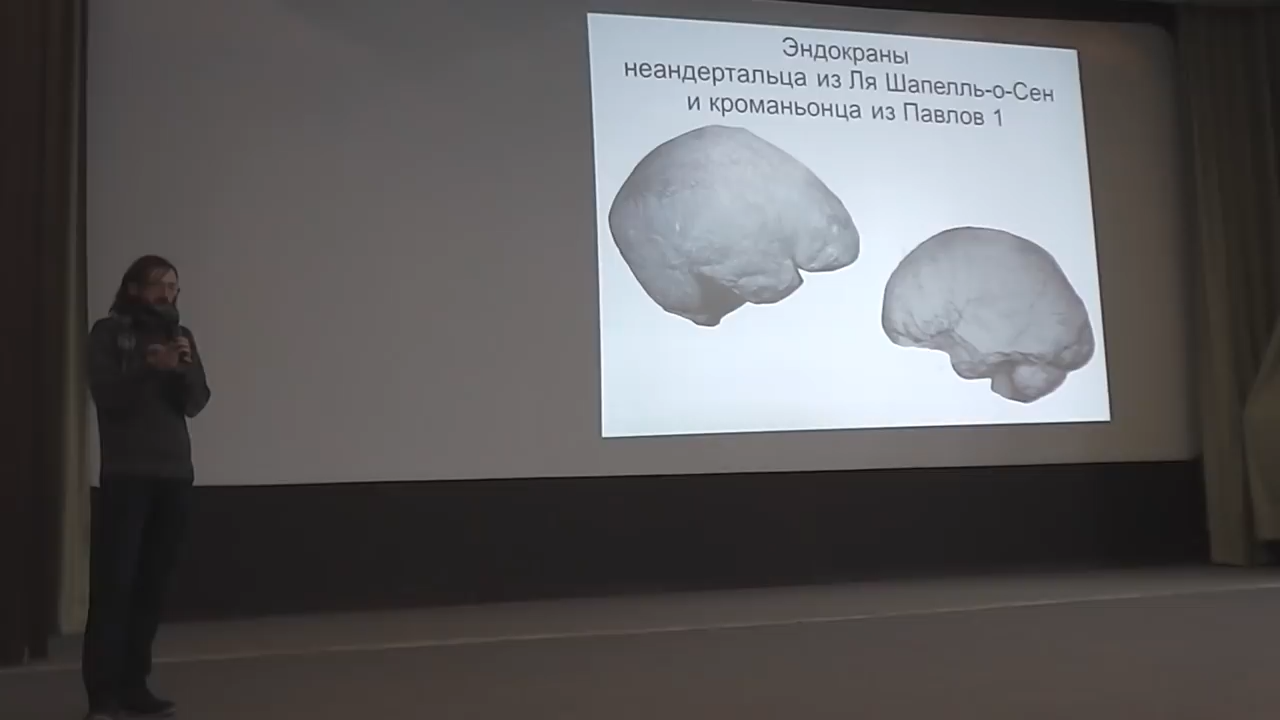 Эндокраны
неандертальца из Ля Шапелль-о-Сен
и кроманьонца из Павлов 1